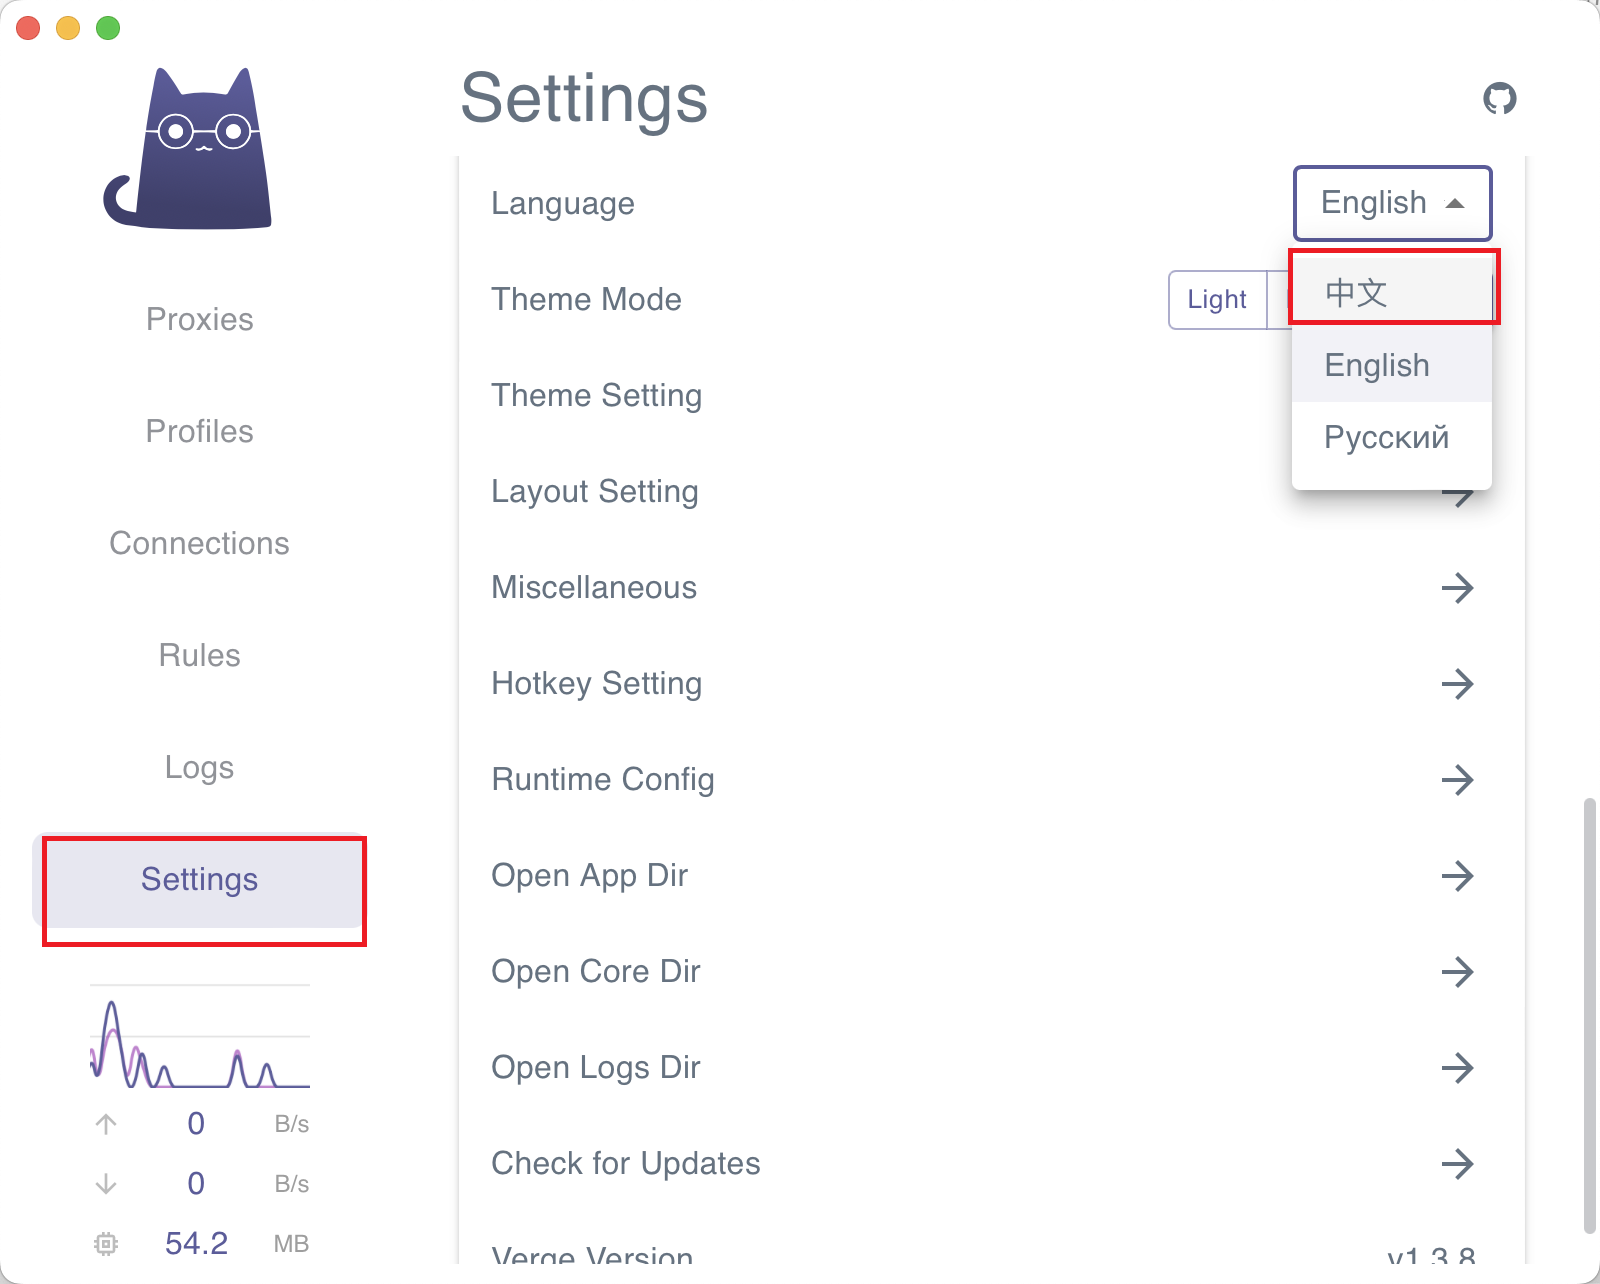 Settings
Proxies
Profiles
Connections
Rules
Logs
Settings
0 B/s
0 B/s
54.2 MB
Language English
中文
English
Русский
Theme Mode Light
Theme Setting
Layout Setting
Miscellaneous
Hotkey Setting
Runtime Config
Open App Dir
Open Core Dir
Open Logs Dir
Check for Updates
Verge Version v1.3.8